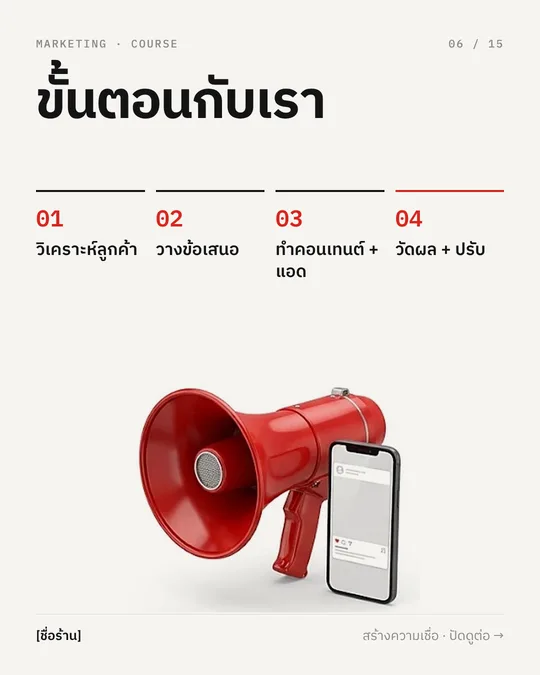 MARKETING · COURSE
06 / 15
ขั้นตอนกับเรา
01
วิเคราะห์ลูกค้า
02
วางข้อเสนอ
03
ทำคอนเทนต์ +
แอด
04
วัดผล + ปรับ
[ชื่อร้าน]
สร้างความเชื่อ · ปัดดูต่อ →